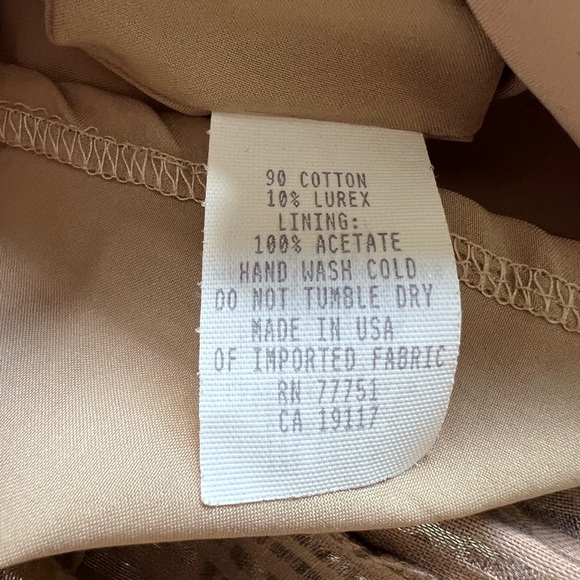 90 COTTON
10% LUREX
LINING:
100% ACETATE
HAND WASH COLD
DO NOT TUMBLE DRY
MADE IN USA
OF IMPORTED FABRIC
RN 77751
CA 19117